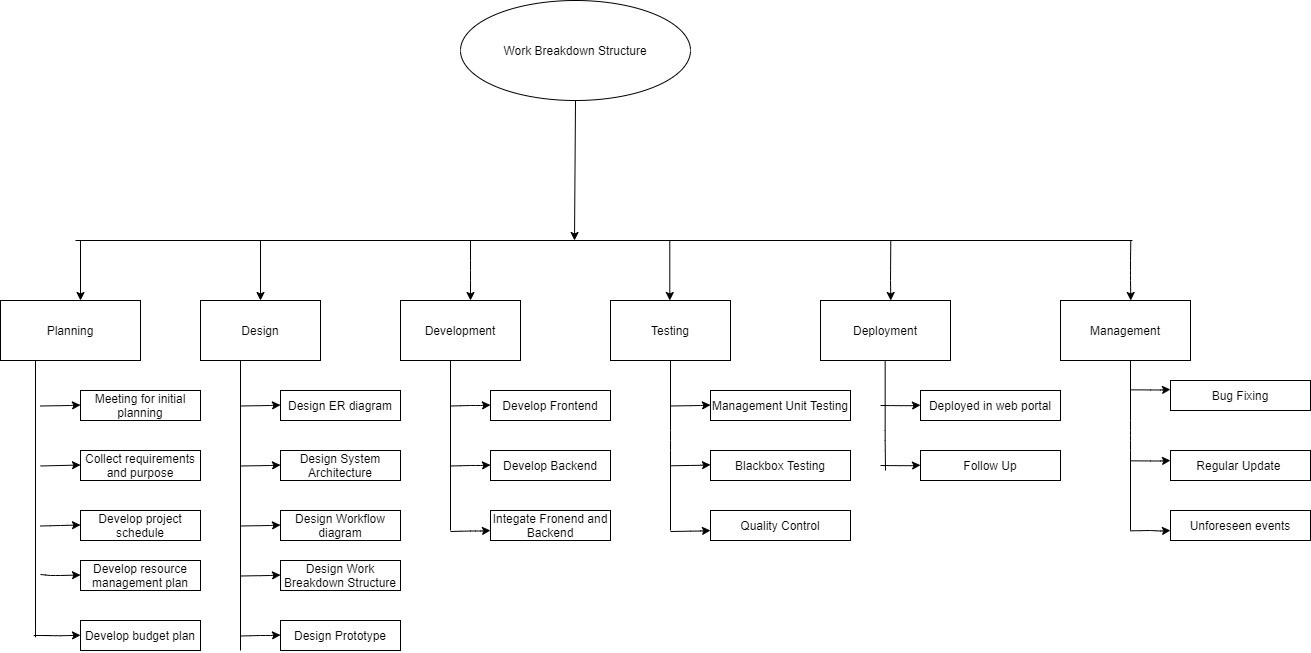 Work Breakdown Structure
Planning
Design
Development
Testing
Deployment
Management
Meeting for initial
planning
Collect requirements
and purpose
Develop project
schedule
Develop resource
management plan
Develop budget plan
Design ER diagram
Design System
Architecture
Design Workflow
diagram
Design Work
Breakdown Structure
Design Prototype
Develop Frontend
Develop Backend
Integate Fronend and
Backend
Management Unit Testing
Blackbox Testing
Quality Control
Deployed in web portal
Follow Up
Bug Fixing
Regular Update
Unforeseen events